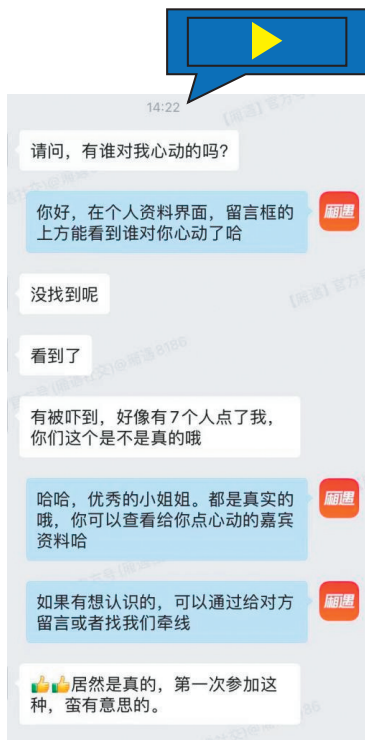 14:22
请问，有谁对我心动的吗？
你好，在个人资料界面，留言框的
上方能看到谁对你心动了哈
厢遇
没找到呢
看到了
有被吓到，好像有7个人点了我，
你们这个是不是真的哦
哈哈，优秀的小姐姐。都是真实的
哦，你可以查看给你点心动的嘉宾
资料哈
厢遇
如果有想认识的，可以通过给对方
留言或者找我们牵线
厢遇
👍👍居然是真的，第一次参加这
种，蛮有意思的。